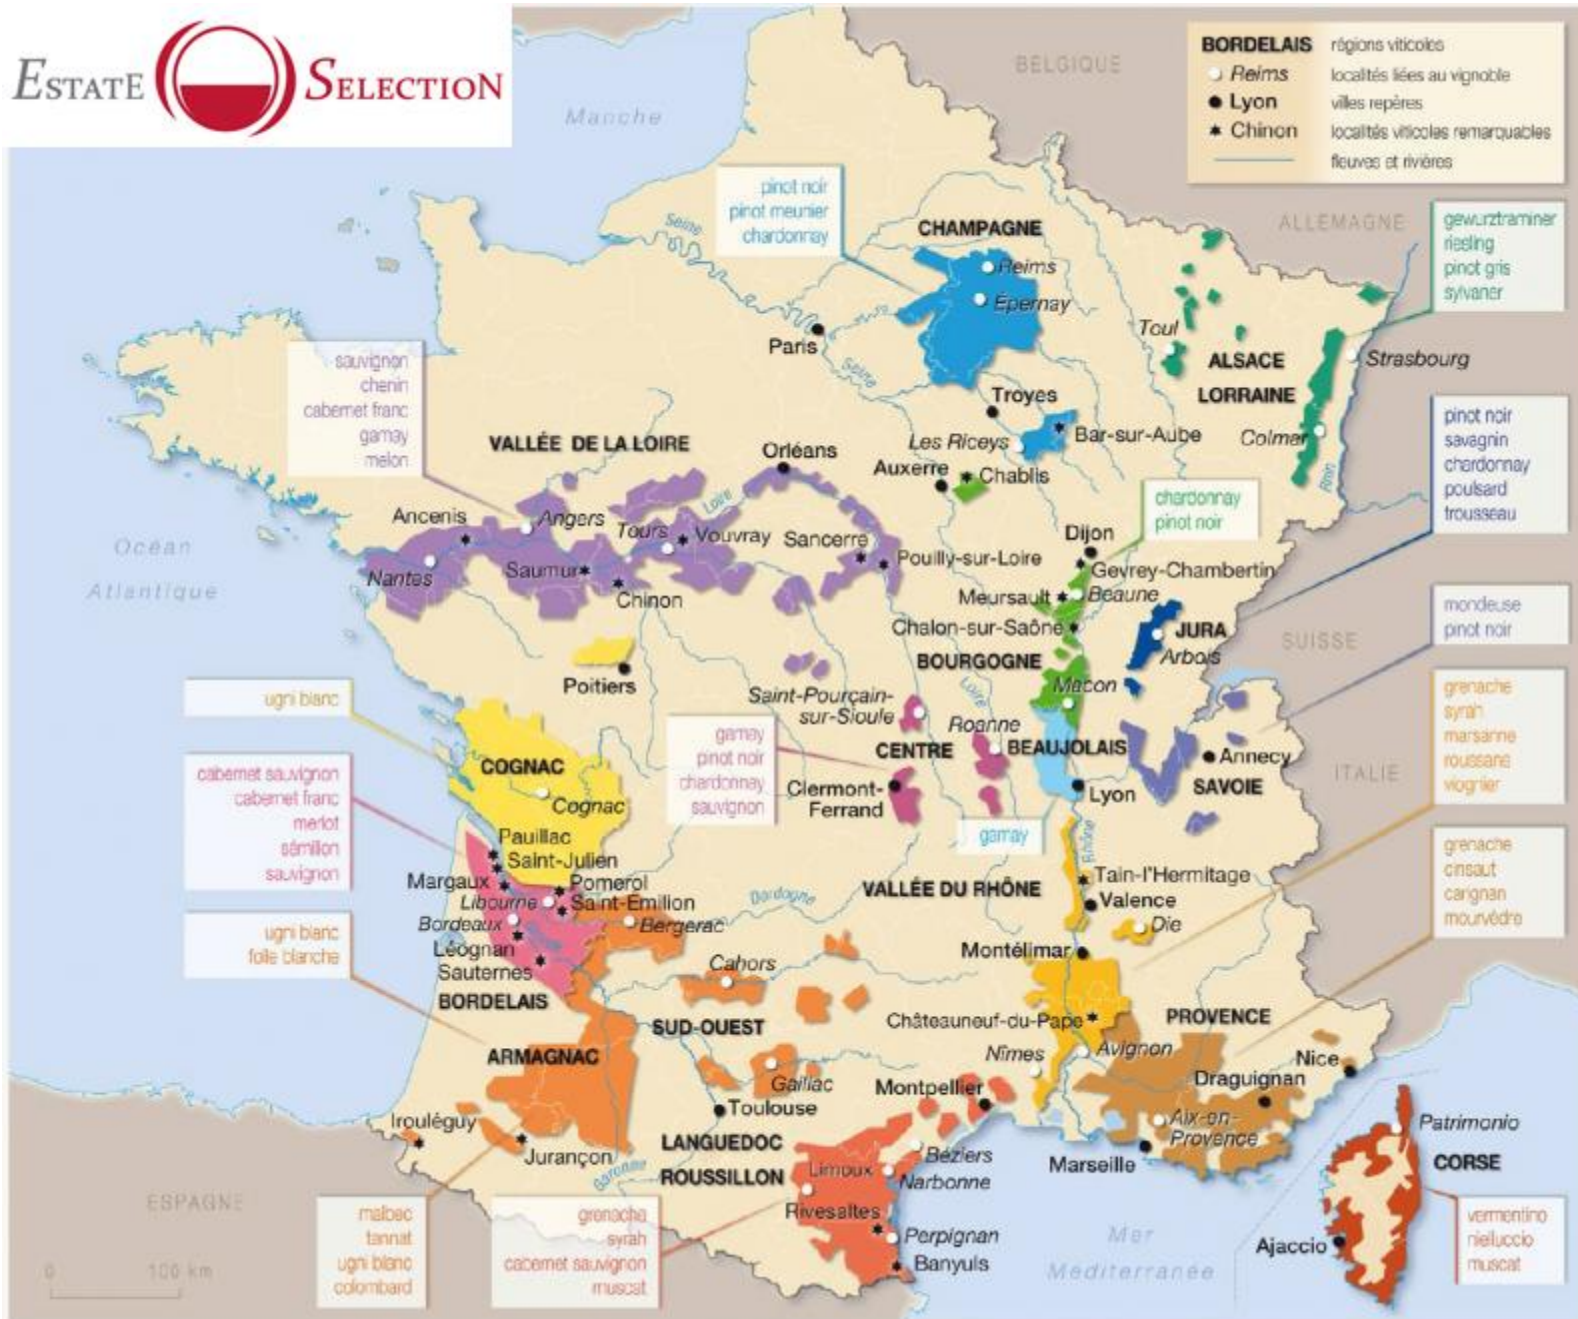 ESTATE SELECTION
BORDELAIS régions viticoles
Reims localités liées au vignoble
Lyon villes repères
Chinon localités viticoles remarquables
fleuves et rivières
BELGIQUE
Manche
ALLEMAGNE
pinot noir
pinot meunier
chardonnay
Seine
CHAMPAGNE
Reims
Épernay
gewurztraminer
riesling
pinot gris
sylvaner
Paris
Seine
Toul
ALSACE
LORRAINE
Strasbourg
Colmar
Rhin
sauvignon
chenin
cabernet franc
gamay
melon
Troyes
Les Riceys
Bar-sur-Aube
VALLÉE DE LA LOIRE
Orléans
Auxerre
Chablis
pinot noir
savagnin
chardonnay
poulsard
trousseau
chardonnay
pinot noir
Ancenis
Angers
Loire
Tours
Vouvray
Sancerre
Pouilly-sur-Loire
Dijon
Gevrey-Chambertin
Océan
Atlantique
Nantes
Saumur
Chinon
Meursault
Beaune
Chalon-sur-Saône
JURA
Arbois
SUISSE
mondeuse
pinot noir
BOURGOGNE
Poitiers
Saint-Pourçain-
sur-Sioule
Loire
Macon
Roanne
ugni blanc
grenache
syrah
marsanne
roussane
viognier
gamay
pinot noir
chardonnay
sauvignon
CENTRE
BEAUJOLAIS
Annecy
SAVOIE
ITALIE
COGNAC
Cognac
Clermont-
Ferrand
Lyon
gamay
cabernet sauvignon
cabernet franc
merlot
sémillon
sauvignon
Pauillac
Saint-Julien
Margaux
Pomerol
Libourne
Saint-Emilion
Bordeaux
Bergerac
Léognan
Sauternes
BORDELAIS
Dordogne
VALLÉE DU RHÔNE
Rhône
Tain-l'Hermitage
Valence
Die
Montélimar
grenache
cinsaut
carignan
mourvèdre
ugni blanc
folle blanche
Cahors
SUD-OUEST
ARMAGNAC
Châteauneuf-du-Pape
PROVENCE
Nîmes
Avignon
Nice
Draguignan
Gaillac
Montpellier
Toulouse
Aix-en-
Provence
Marseille
Irouléguy
Jurançon
Garonne
LANGUEDOC
ROUSSILLON
Limoux
Béziers
Narbonne
Rivesaltes
Perpignan
Banyuls
Patrimonio
CORSE
Ajaccio
ESPAGNE
malbec
tannat
ugni blanc
colombard
grenache
syrah
cabernet sauvignon
muscat
Mer
Méditerranée
vermentino
nielluccio
muscat
0 100 km